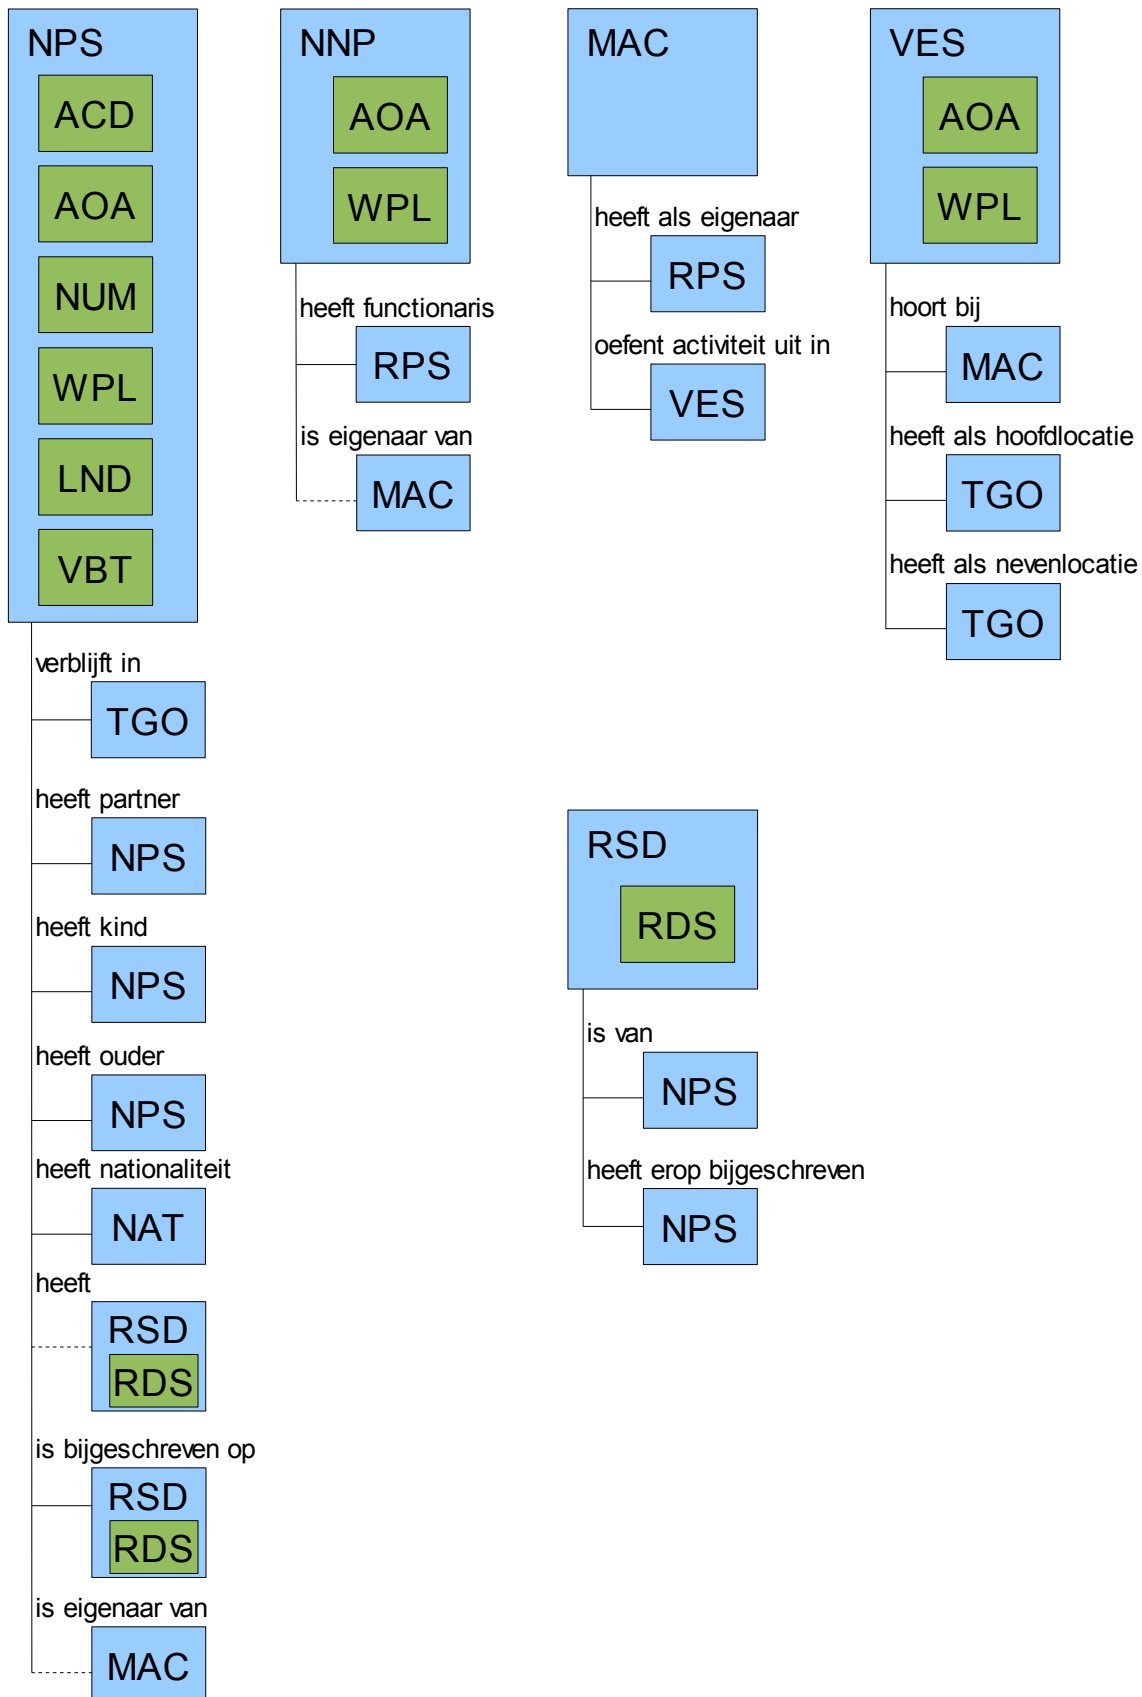 NPS
ACD
AOA
NUM
WPL
LND
VBT
verblijft in
TGO
heeft partner
NPS
heeft kind
NPS
heeft ouder
NPS
heeft nationaliteit
NAT
heeft
RSD
RDS
is bijgeschreven op
RSD
RDS
is eigenaar van
MAC
NNP
AOA
WPL
heeft functionaris
RPS
is eigenaar van
MAC
MAC
heeft als eigenaar
RPS
oefent activiteit uit in
VES
VES
AOA
WPL
hoort bij
MAC
heeft als hoofdlocatie
TGO
heeft als nevenlocatie
TGO
RSD
RDS
is van
NPS
heeft erop bijgeschreven
NPS